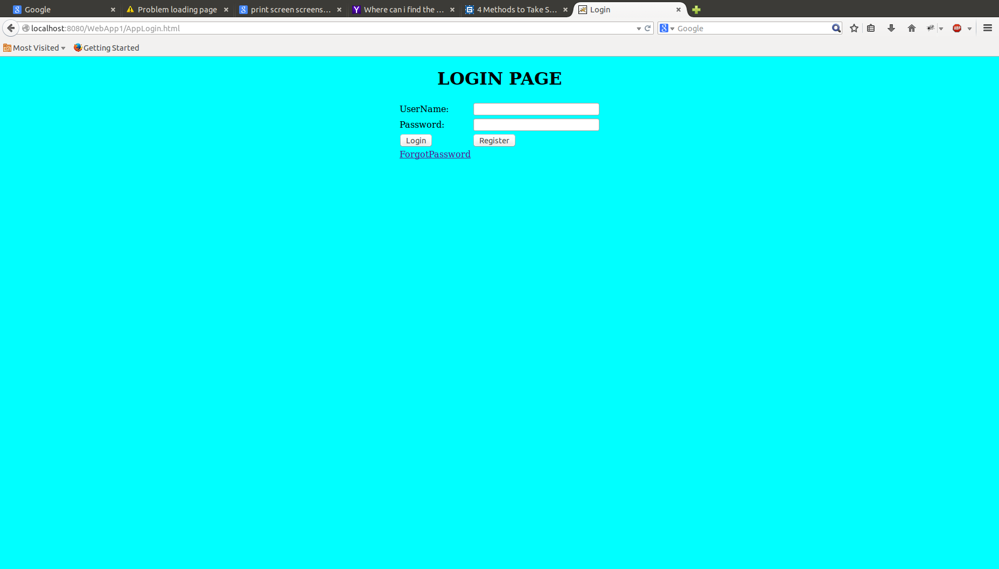 Google
Problem loading page
print screen screens...
Where can i find the ...
4 Methods to Take S...
Login
localhost:8080/WebApp1/AppLogin.html
Google
ABP
Most Visited
Getting Started
LOGIN PAGE
UserName:
Password:
Login Register
ForgotPassword